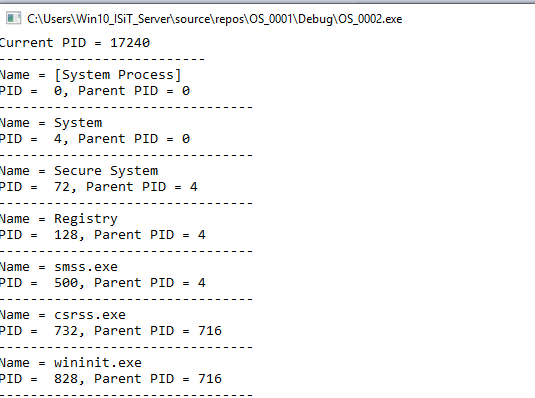 C:\Users\Win10_ISiT_Server\source\repos\OS_0001\Debug\OS_0002.exe
Current PID = 17240
--------------------------
Name = [System Process]
PID =  0, Parent PID = 0
--------------------------------
Name = System
PID =  4, Parent PID = 0
--------------------------------
Name = Secure System
PID =  72, Parent PID = 4
--------------------------------
Name = Registry
PID =  128, Parent PID = 4
--------------------------------
Name = smss.exe
PID =  500, Parent PID = 4
--------------------------------
Name = csrss.exe
PID =  732, Parent PID = 716
--------------------------------
Name = wininit.exe
PID =  828, Parent PID = 716
--------------------------------